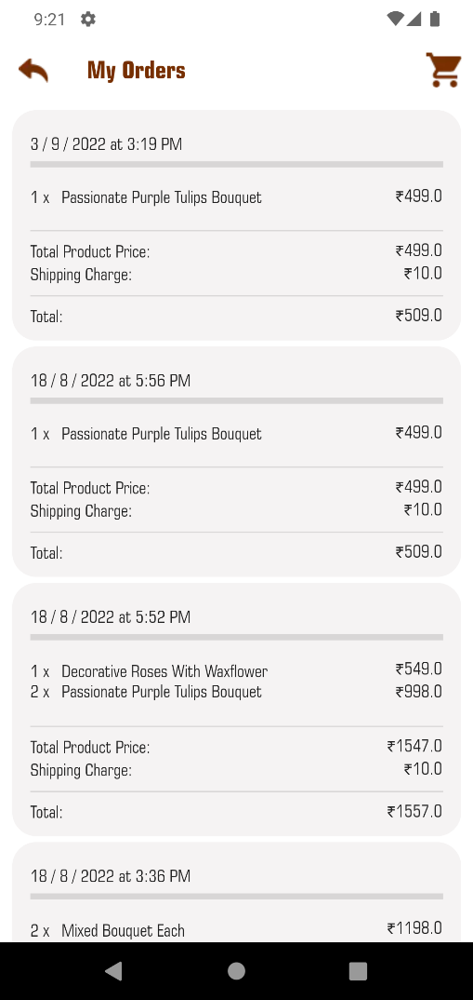 9:21
My Orders
3 / 9 / 2022 at 3:19 PM
1 x Passionate Purple Tulips Bouquet ₹499.0
Total Product Price: ₹499.0
Shipping Charge: ₹10.0
Total: ₹509.0
18 / 8 / 2022 at 5:56 PM
1 x Passionate Purple Tulips Bouquet ₹499.0
Total Product Price: ₹499.0
Shipping Charge: ₹10.0
Total: ₹509.0
18 / 8 / 2022 at 5:52 PM
1 x Decorative Roses With Waxflower ₹549.0
2 x Passionate Purple Tulips Bouquet ₹998.0
Total Product Price: ₹1547.0
Shipping Charge: ₹10.0
Total: ₹1557.0
18 / 8 / 2022 at 3:36 PM
2 x Mixed Bouquet Each ₹1198.0